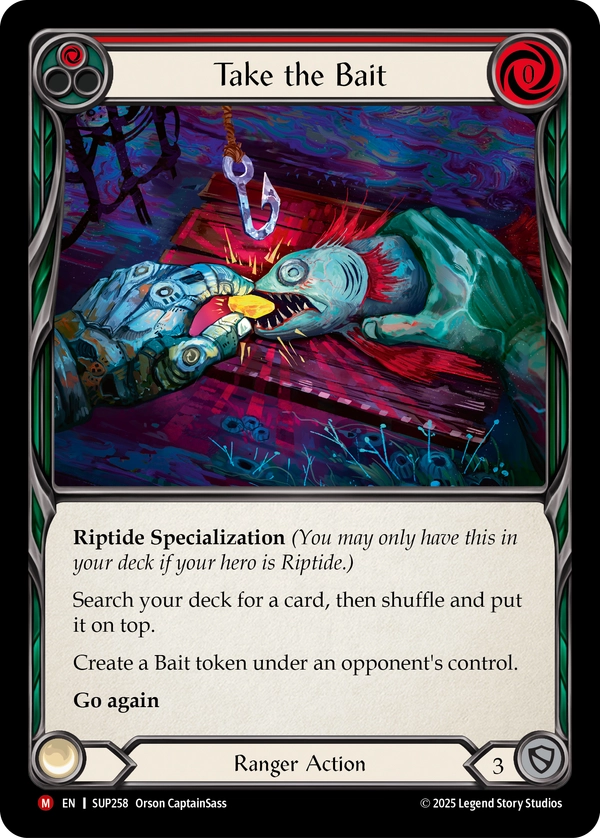 Take the Bait
0
Riptide Specialization (You may only have this in
your deck if your hero is Riptide.)
Search your deck for a card, then shuffle and put
it on top.
Create a Bait token under an opponent's control.
Go again
Ranger Action
3
M EN | SUP258 Orson CaptainSass
© 2025 Legend Story Studios